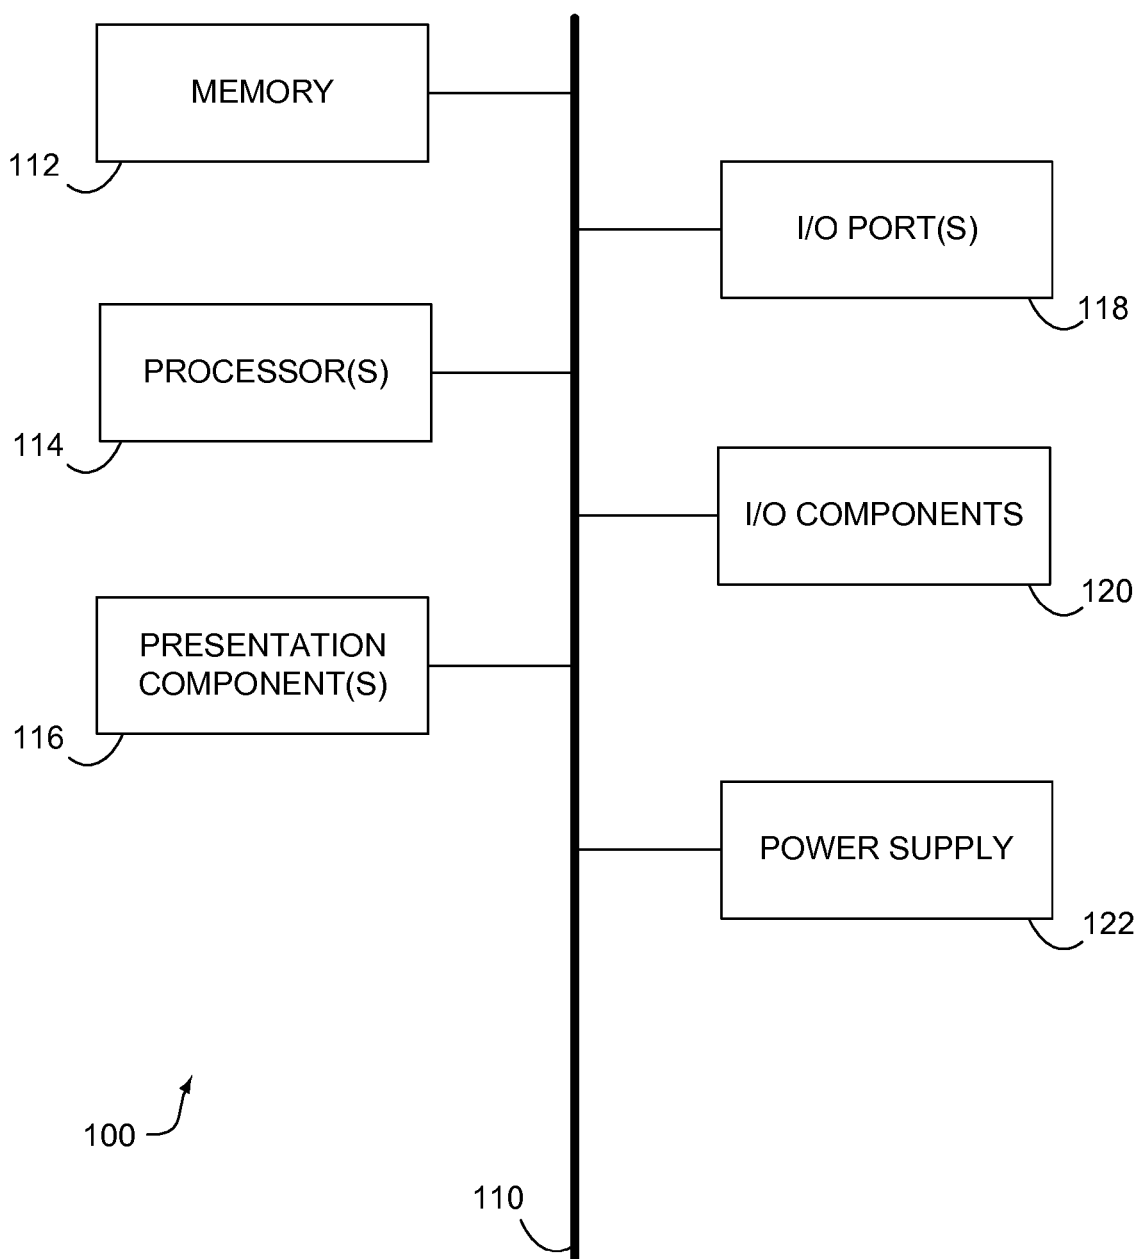 MEMORY
112
I/O PORT(S)
118
PROCESSOR(S)
114
I/O COMPONENTS
120
PRESENTATION
COMPONENT(S)
116
POWER SUPPLY
122
100
110